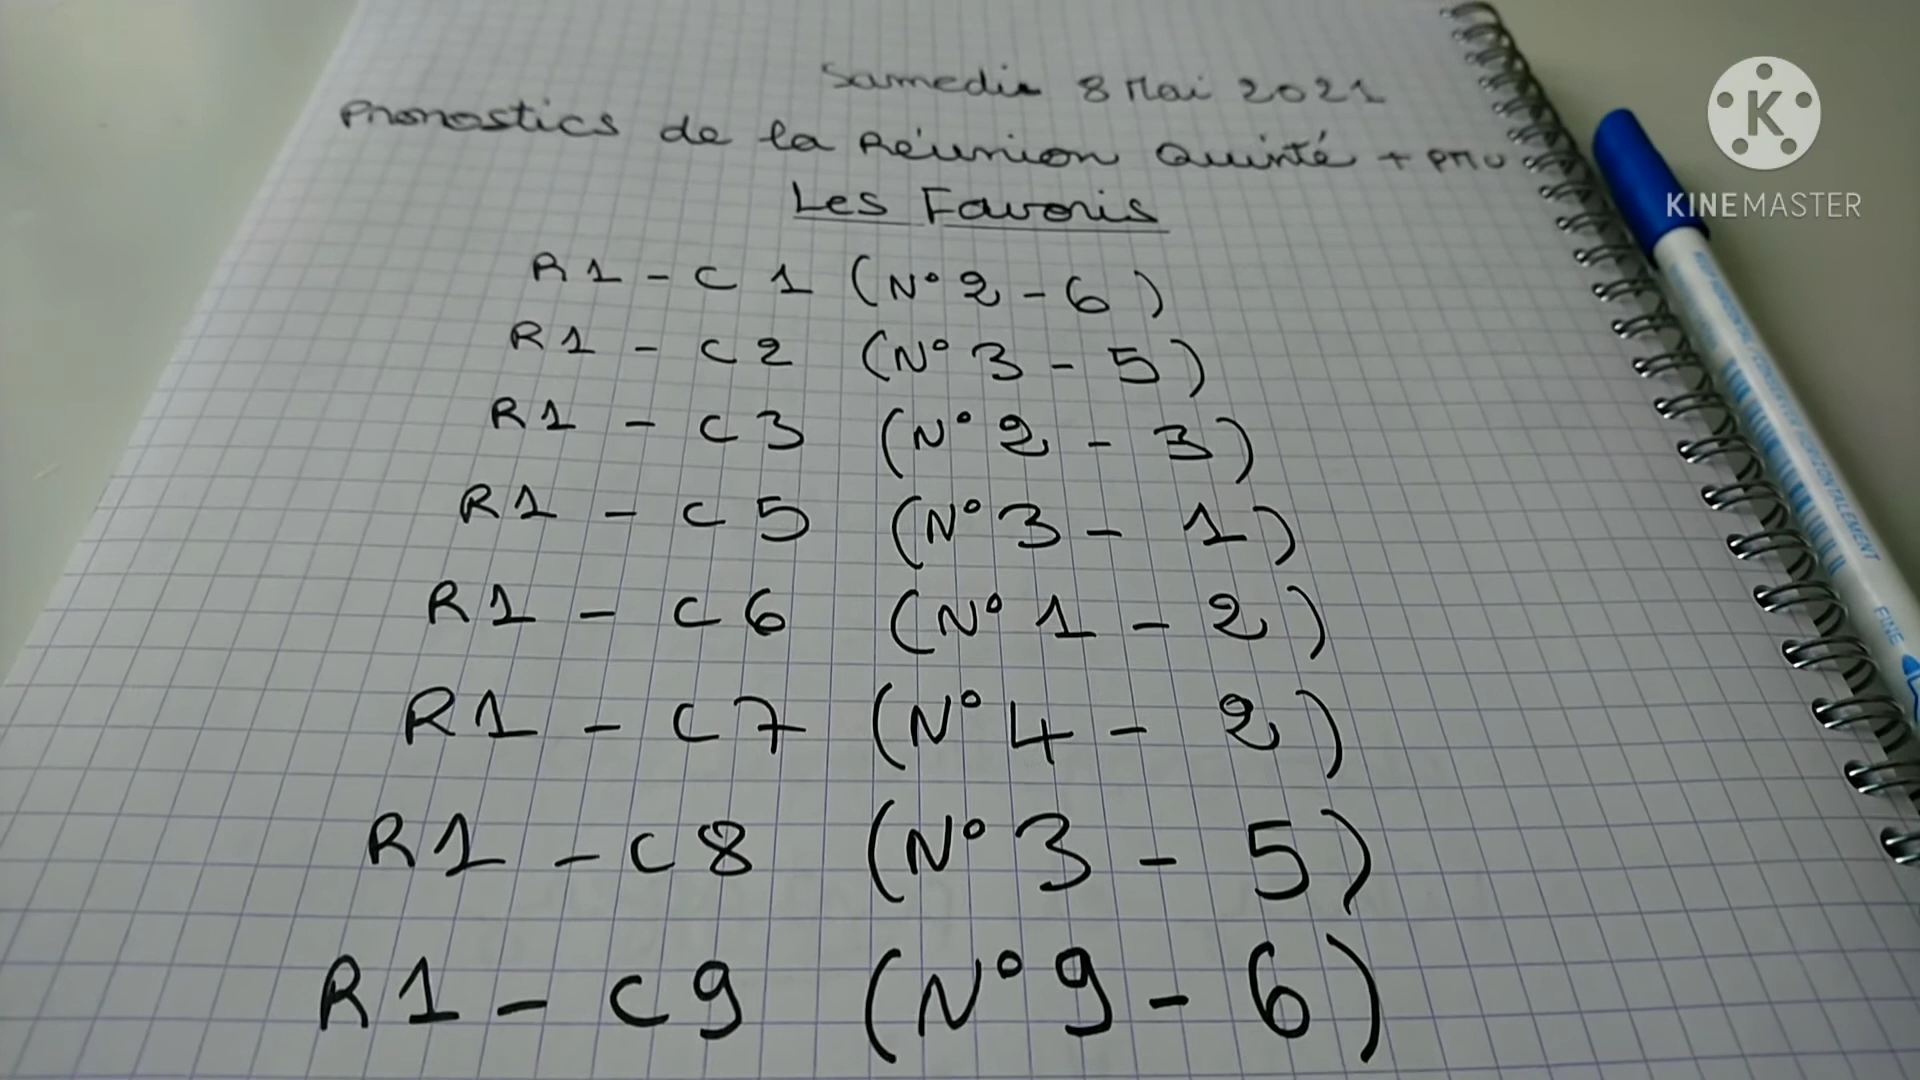 Samedi 8 Mai 2021
Pronostics de la Réunion Quinté + PMU
Les Favoris
R1 - C1 (N° 2 - 6)
R1 - C2 (N° 3 - 5)
R1 - C3 (N° 2 - 3)
R1 - C5 (N° 3 - 1)
R1 - C6 (N° 1 - 2)
R1 - C7 (N° 4 - 2)
R1 - C8 (N° 3 - 5)
R1 - C9 (N° 9 - 6)
K
KINEMASTER
HORIZONTALEMENT
FINE